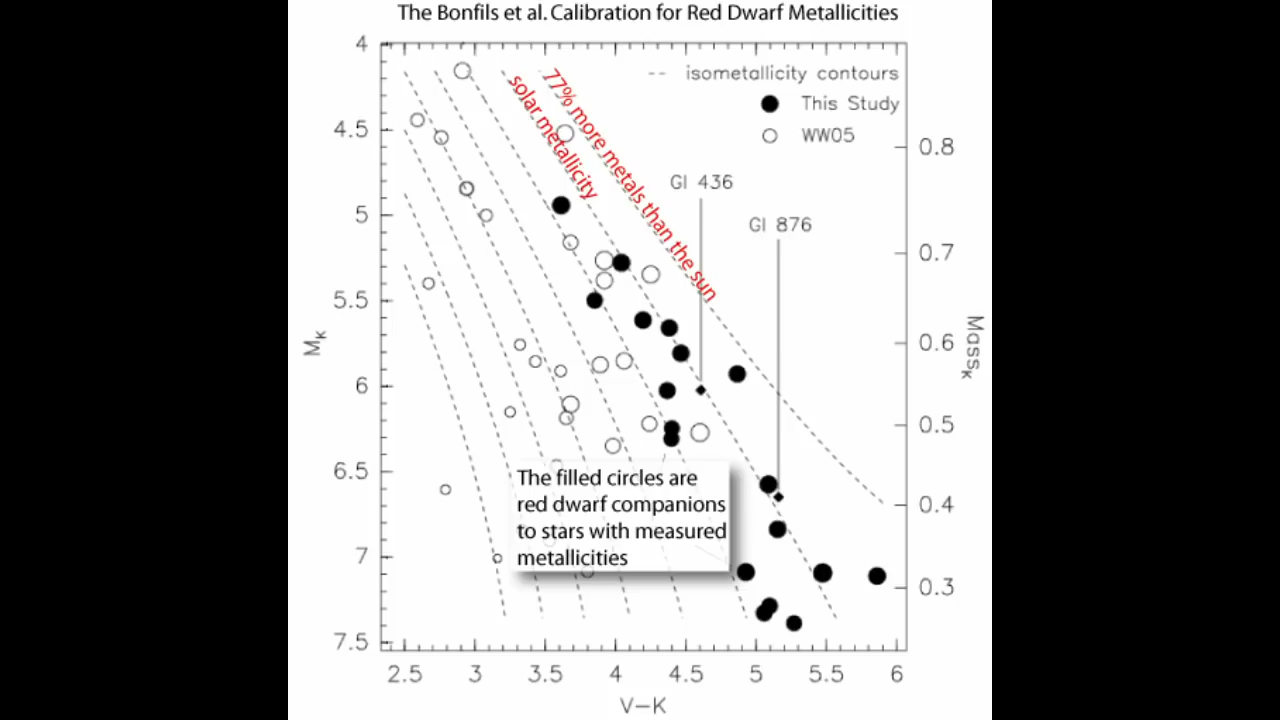 The Bonfils et al. Calibration for Red Dwarf Metallicities
4
4.5
5
5.5
6
6.5
7
7.5
M_K
-- isometallicity contours
This Study
WW05
solar metallicity
77% more metals than the sun
Gl 436
Gl 876
0.8
0.7
0.6
0.5
0.4
0.3
Mass_K
The filled circles are
red dwarf companions
to stars with measured
metallicities
2.5 3 3.5 4 4.5 5 5.5 6
V-K